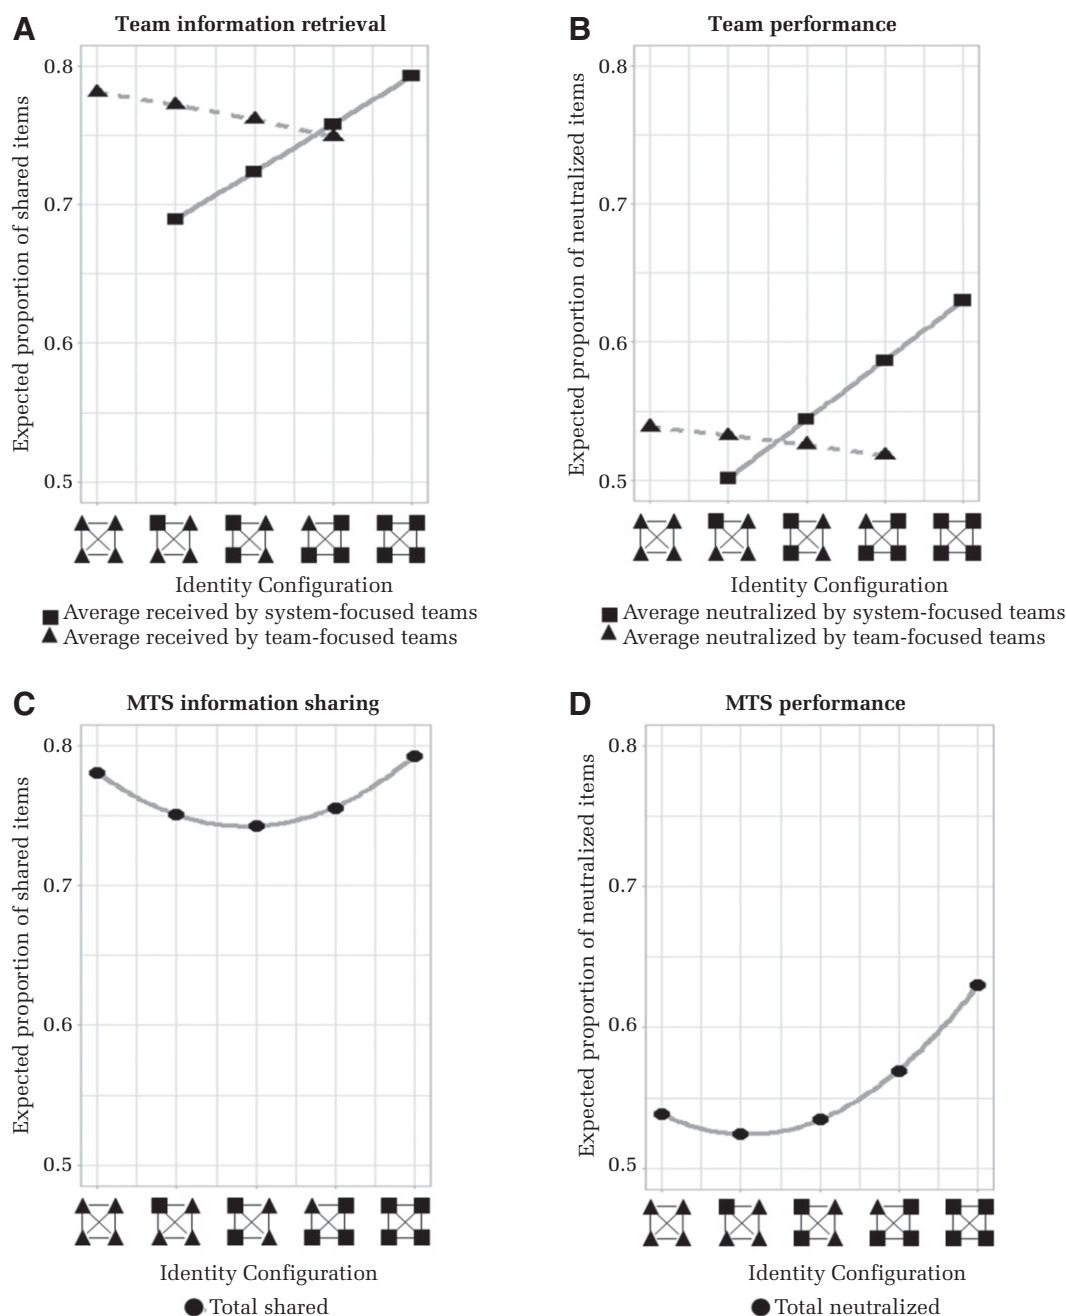 A
Team information retrieval
Expected proportion of shared items
0.8
0.7
0.6
0.5
Identity Configuration
Average received by system-focused teams
Average received by team-focused teams
B
Team performance
Expected proportion of neutralized items
0.8
0.7
0.6
0.5
Identity Configuration
Average neutralized by system-focused teams
Average neutralized by team-focused teams
C
MTS information sharing
Expected proportion of shared items
0.8
0.7
0.6
0.5
Identity Configuration
Total shared
D
MTS performance
Expected proportion of neutralized items
0.8
0.7
0.6
0.5
Identity Configuration
Total neutralized